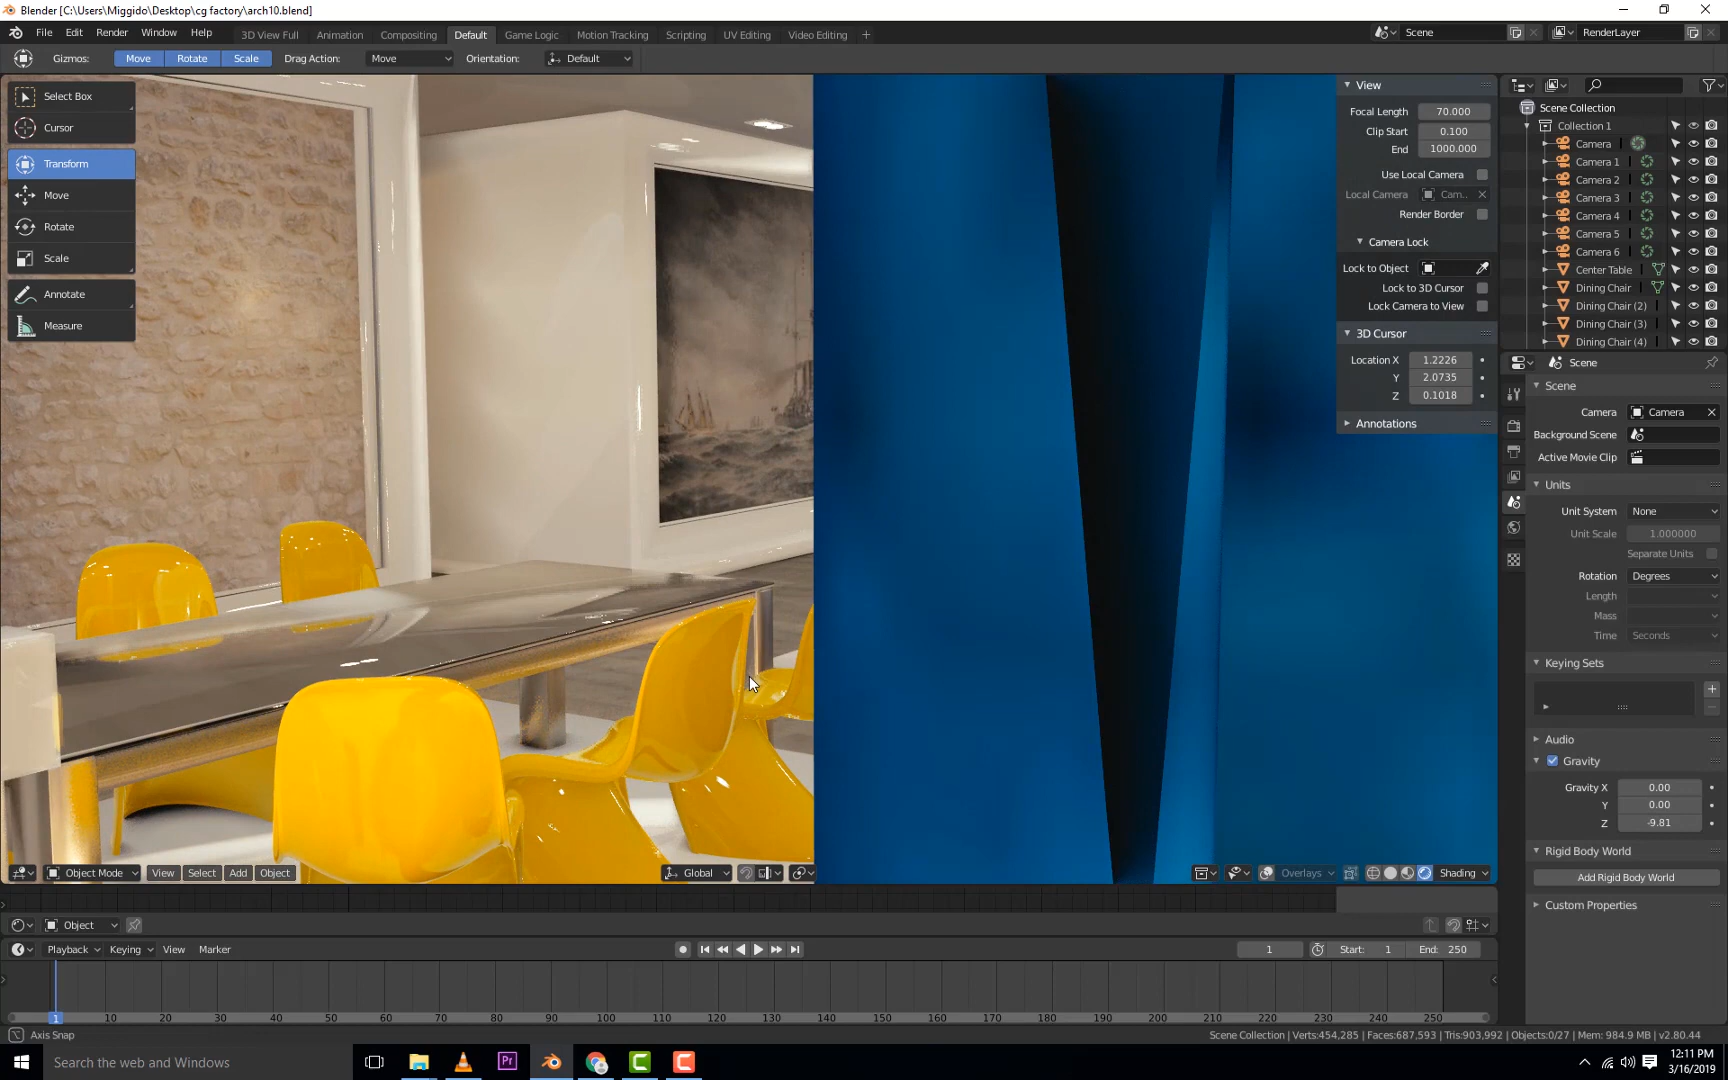 Blender [C:\Users\Miggido\Desktop\cg factory\arch10.blend]
File Edit Render Window Help 3D View Full Animation Compositing Default Game Logic Motion Tracking Scripting UV Editing Video Editing + Scene RenderLayer
Gizmos: Move Rotate Scale Drag Action: Move Orientation: Default
Select Box
Cursor
Transform
Move
Rotate
Scale
Annotate
Measure
View
Focal Length 70.000
Clip Start 0.100
End 1000.000
Use Local Camera
Local Camera Cam..
Render Border
Camera Lock
Lock to Object
Lock to 3D Cursor
Lock Camera to View
3D Cursor
Location X 1.2226
Y 2.0735
Z 0.1018
Annotations
Scene Collection
Collection 1
Camera
Camera 1
Camera 2
Camera 3
Camera 4
Camera 5
Camera 6
Center Table
Dining Chair
Dining Chair (2)
Dining Chair (3)
Dining Chair (4)
Scene
Scene
Camera Camera
Background Scene
Active Movie Clip
Units
Unit System None
Unit Scale 1.000000
Separate Units
Rotation Degrees
Length
Mass
Time Seconds
Keying Sets
Audio
Gravity
Gravity X 0.00
Y 0.00
Z -9.81
Rigid Body World
Add Rigid Body World
Custom Properties
Object Mode View Select Add Object Global Overlays Shading
Object
Playback Keying View Marker 1 Start: 1 End: 250
1 10 20 30 40 50 60 70 80 90 100 110 120 130 140 150 160 170 180 190 200 210 220 230 240 250
Axis Snap Scene Collection | Verts:454,285 | Faces:687,593 | Tris:903,992 | Objects:0/27 | Mem: 984.9 MB | v2.80.44
Search the web and Windows Pr 12:11 PM
3/16/2019